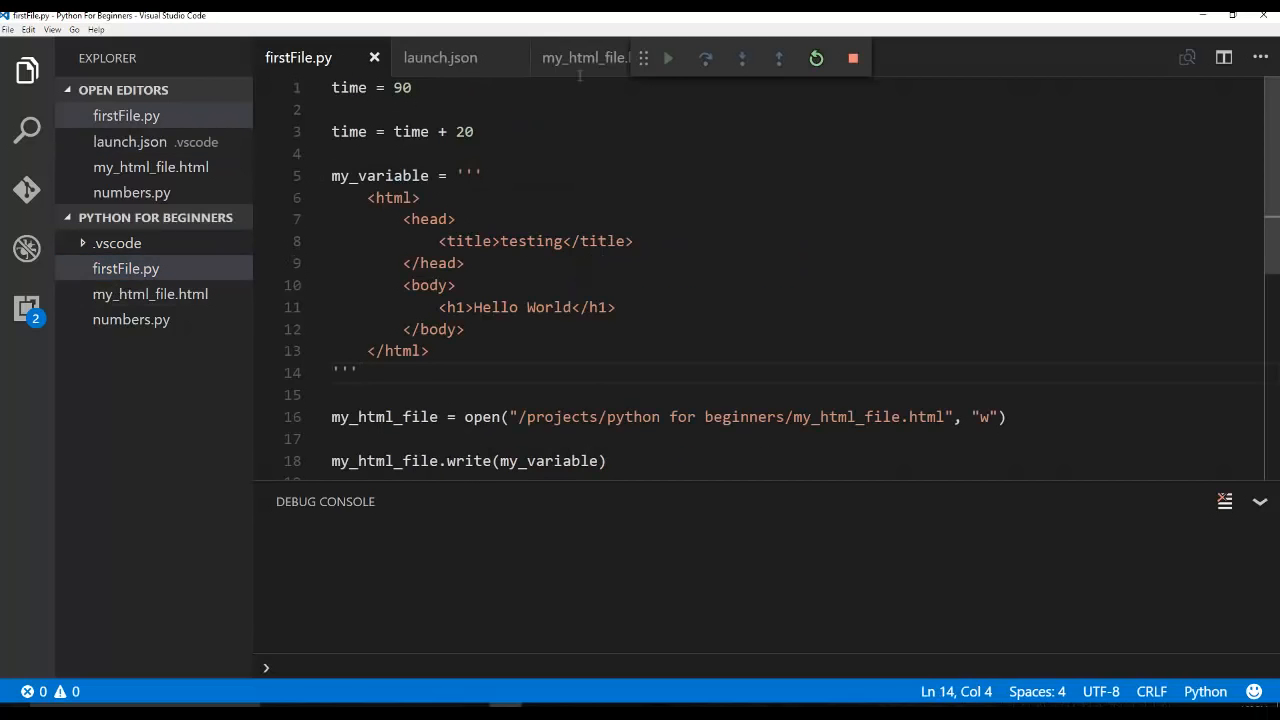 firstFile.py - Python For Beginners - Visual Studio Code
File Edit View Go Help
EXPLORER
OPEN EDITORS
firstFile.py
launch.json .vscode
my_html_file.html
numbers.py
PYTHON FOR BEGINNERS
.vscode
firstFile.py
my_html_file.html
numbers.py
2
firstFile.py launch.json my_html_file.
1 time = 90
2
3 time = time + 20
4
5 my_variable = '''
6 <html>
7 <head>
8 <title>testing</title>
9 </head>
10 <body>
11 <h1>Hello World</h1>
12 </body>
13 </html>
14 '''
15
16 my_html_file = open("/projects/python for beginners/my_html_file.html", "w")
17
18 my_html_file.write(my_variable)
DEBUG CONSOLE
0 0 Ln 14, Col 4 Spaces: 4 UTF-8 CRLF Python